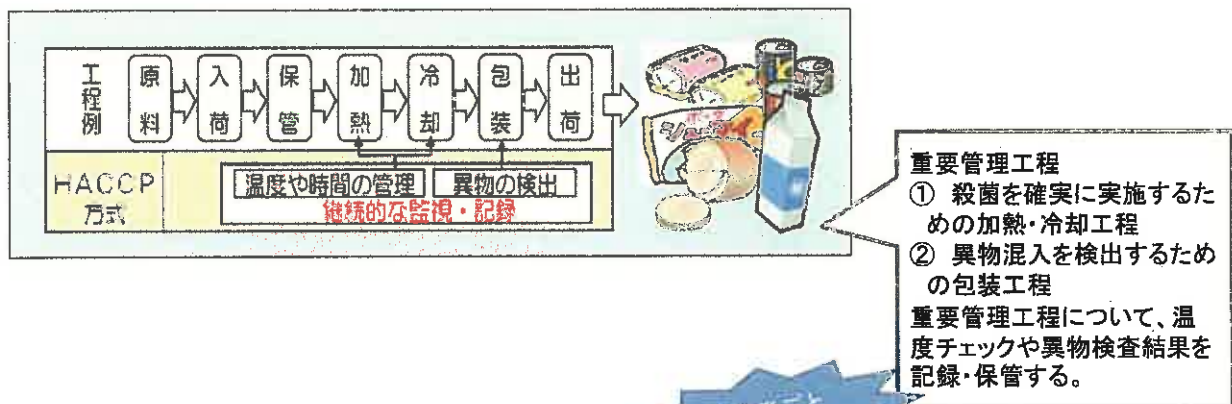 工程例
原料
入荷
保管
加熱
冷却
包装
出荷
HACCP
方式
温度や時間の管理
異物の検出
継続的な監視・記録
重要管理工程
① 殺菌を確実に実施するた
めの加熱・冷却工程
② 異物混入を検出するため
の包装工程
重要管理工程について、温
度チェックや異物検査結果を
記録・保管する。